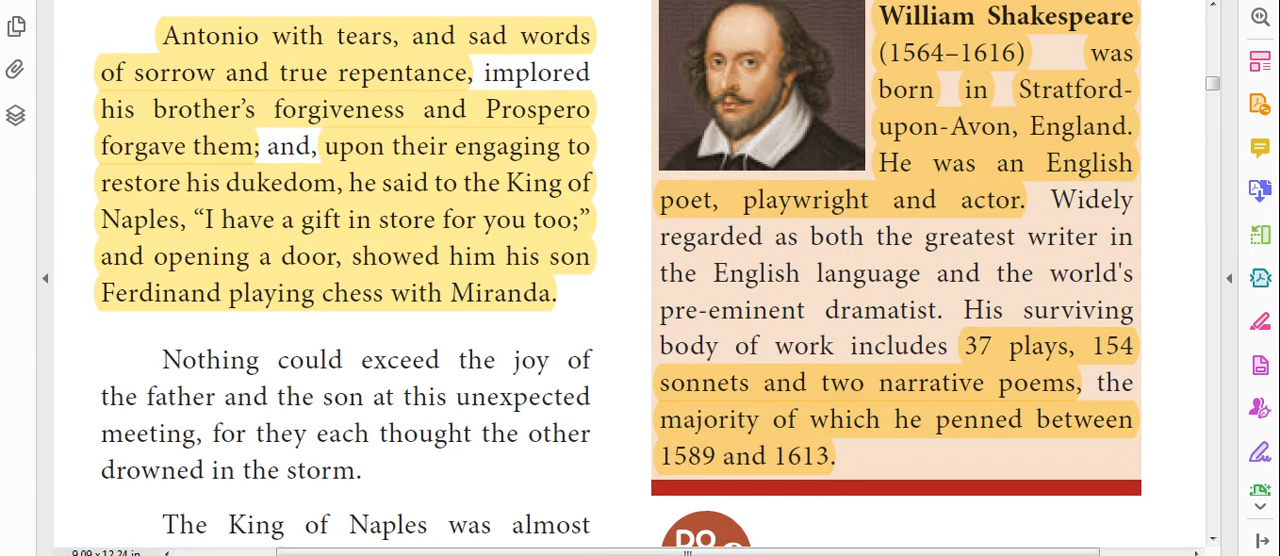 Antonio with tears, and sad words
of sorrow and true repentance, implored
his brother’s forgiveness and Prospero
forgave them; and, upon their engaging to
restore his dukedom, he said to the King of
Naples, “I have a gift in store for you too;”
and opening a door, showed him his son
Ferdinand playing chess with Miranda.
Nothing could exceed the joy of
the father and the son at this unexpected
meeting, for they each thought the other
drowned in the storm.
The King of Naples was almost
William Shakespeare
(1564–1616) was
born in Stratford-
upon-Avon, England.
He was an English
poet, playwright and actor. Widely
regarded as both the greatest writer in
the English language and the world's
pre-eminent dramatist. His surviving
body of work includes 37 plays, 154
sonnets and two narrative poems, the
majority of which he penned between
1589 and 1613.
DO
9.09 x 12.24 in